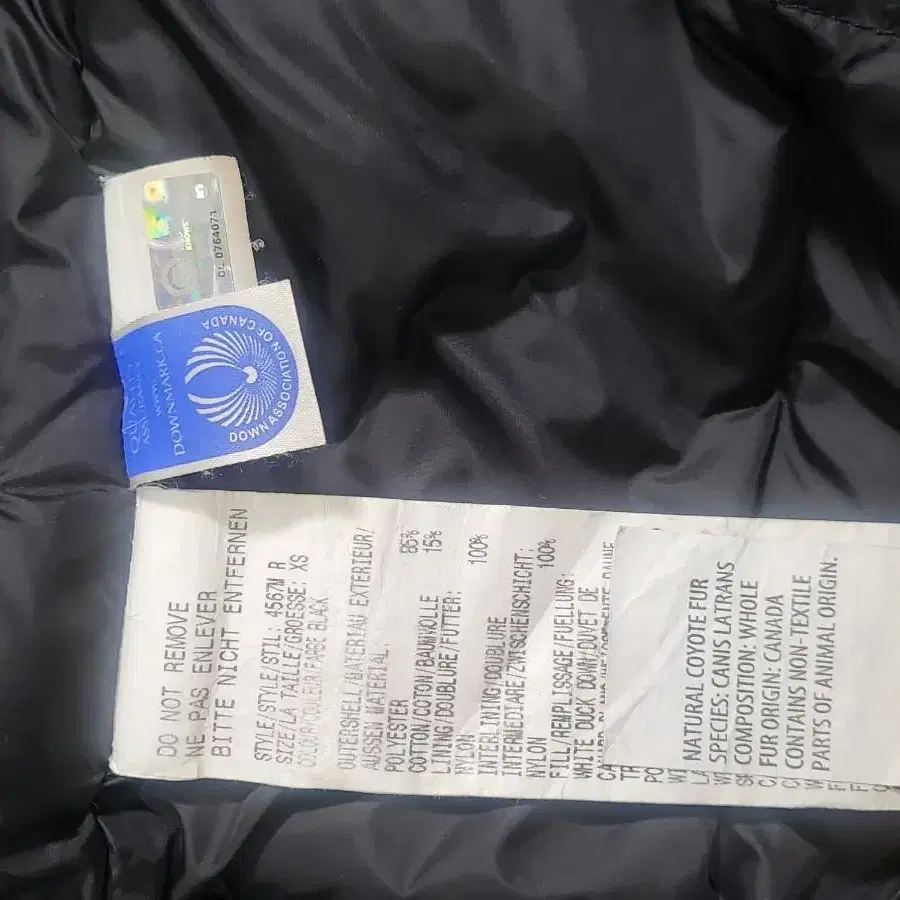 S
KNOWS
DL 0764071
DOWN ASSOCIATION OF CANADA
WWW.
DOWNMARK.CA
DO NOT REMOVE
NE PAS ENLEVER
BITTE NICHT ENTFERNEN
STYLE/STYLE/STIL: 4567M R
SIZE/LA TAILLE/GROESSE: XS
COLOR/COULEUR/FARBE BLACK
OUTERSHELL/MATERIAU EXTERIEUR/
AUSSEN MATERIAL:
POLYESTER 85%
COTTON/COTON/BAUMWOLLE 15%
LINING/DOUBLURE/FUTTER:
NYLON 100%
INTERLINING/DOUBLURE
INTERMEDIARE/ZWISCHENSCHICHT:
NYLON 100%
FILL/REMPLISSAGE/FUELLUNG:
WHITE DUCK DOWN/DUVET DE
NATURAL COYOTE FUR
SPECIES: CANIS LATRANS
COMPOSITION: WHOLE
FUR ORIGIN: CANADA
CONTAINS NON-TEXTILE
PARTS OF ANIMAL ORIGIN.